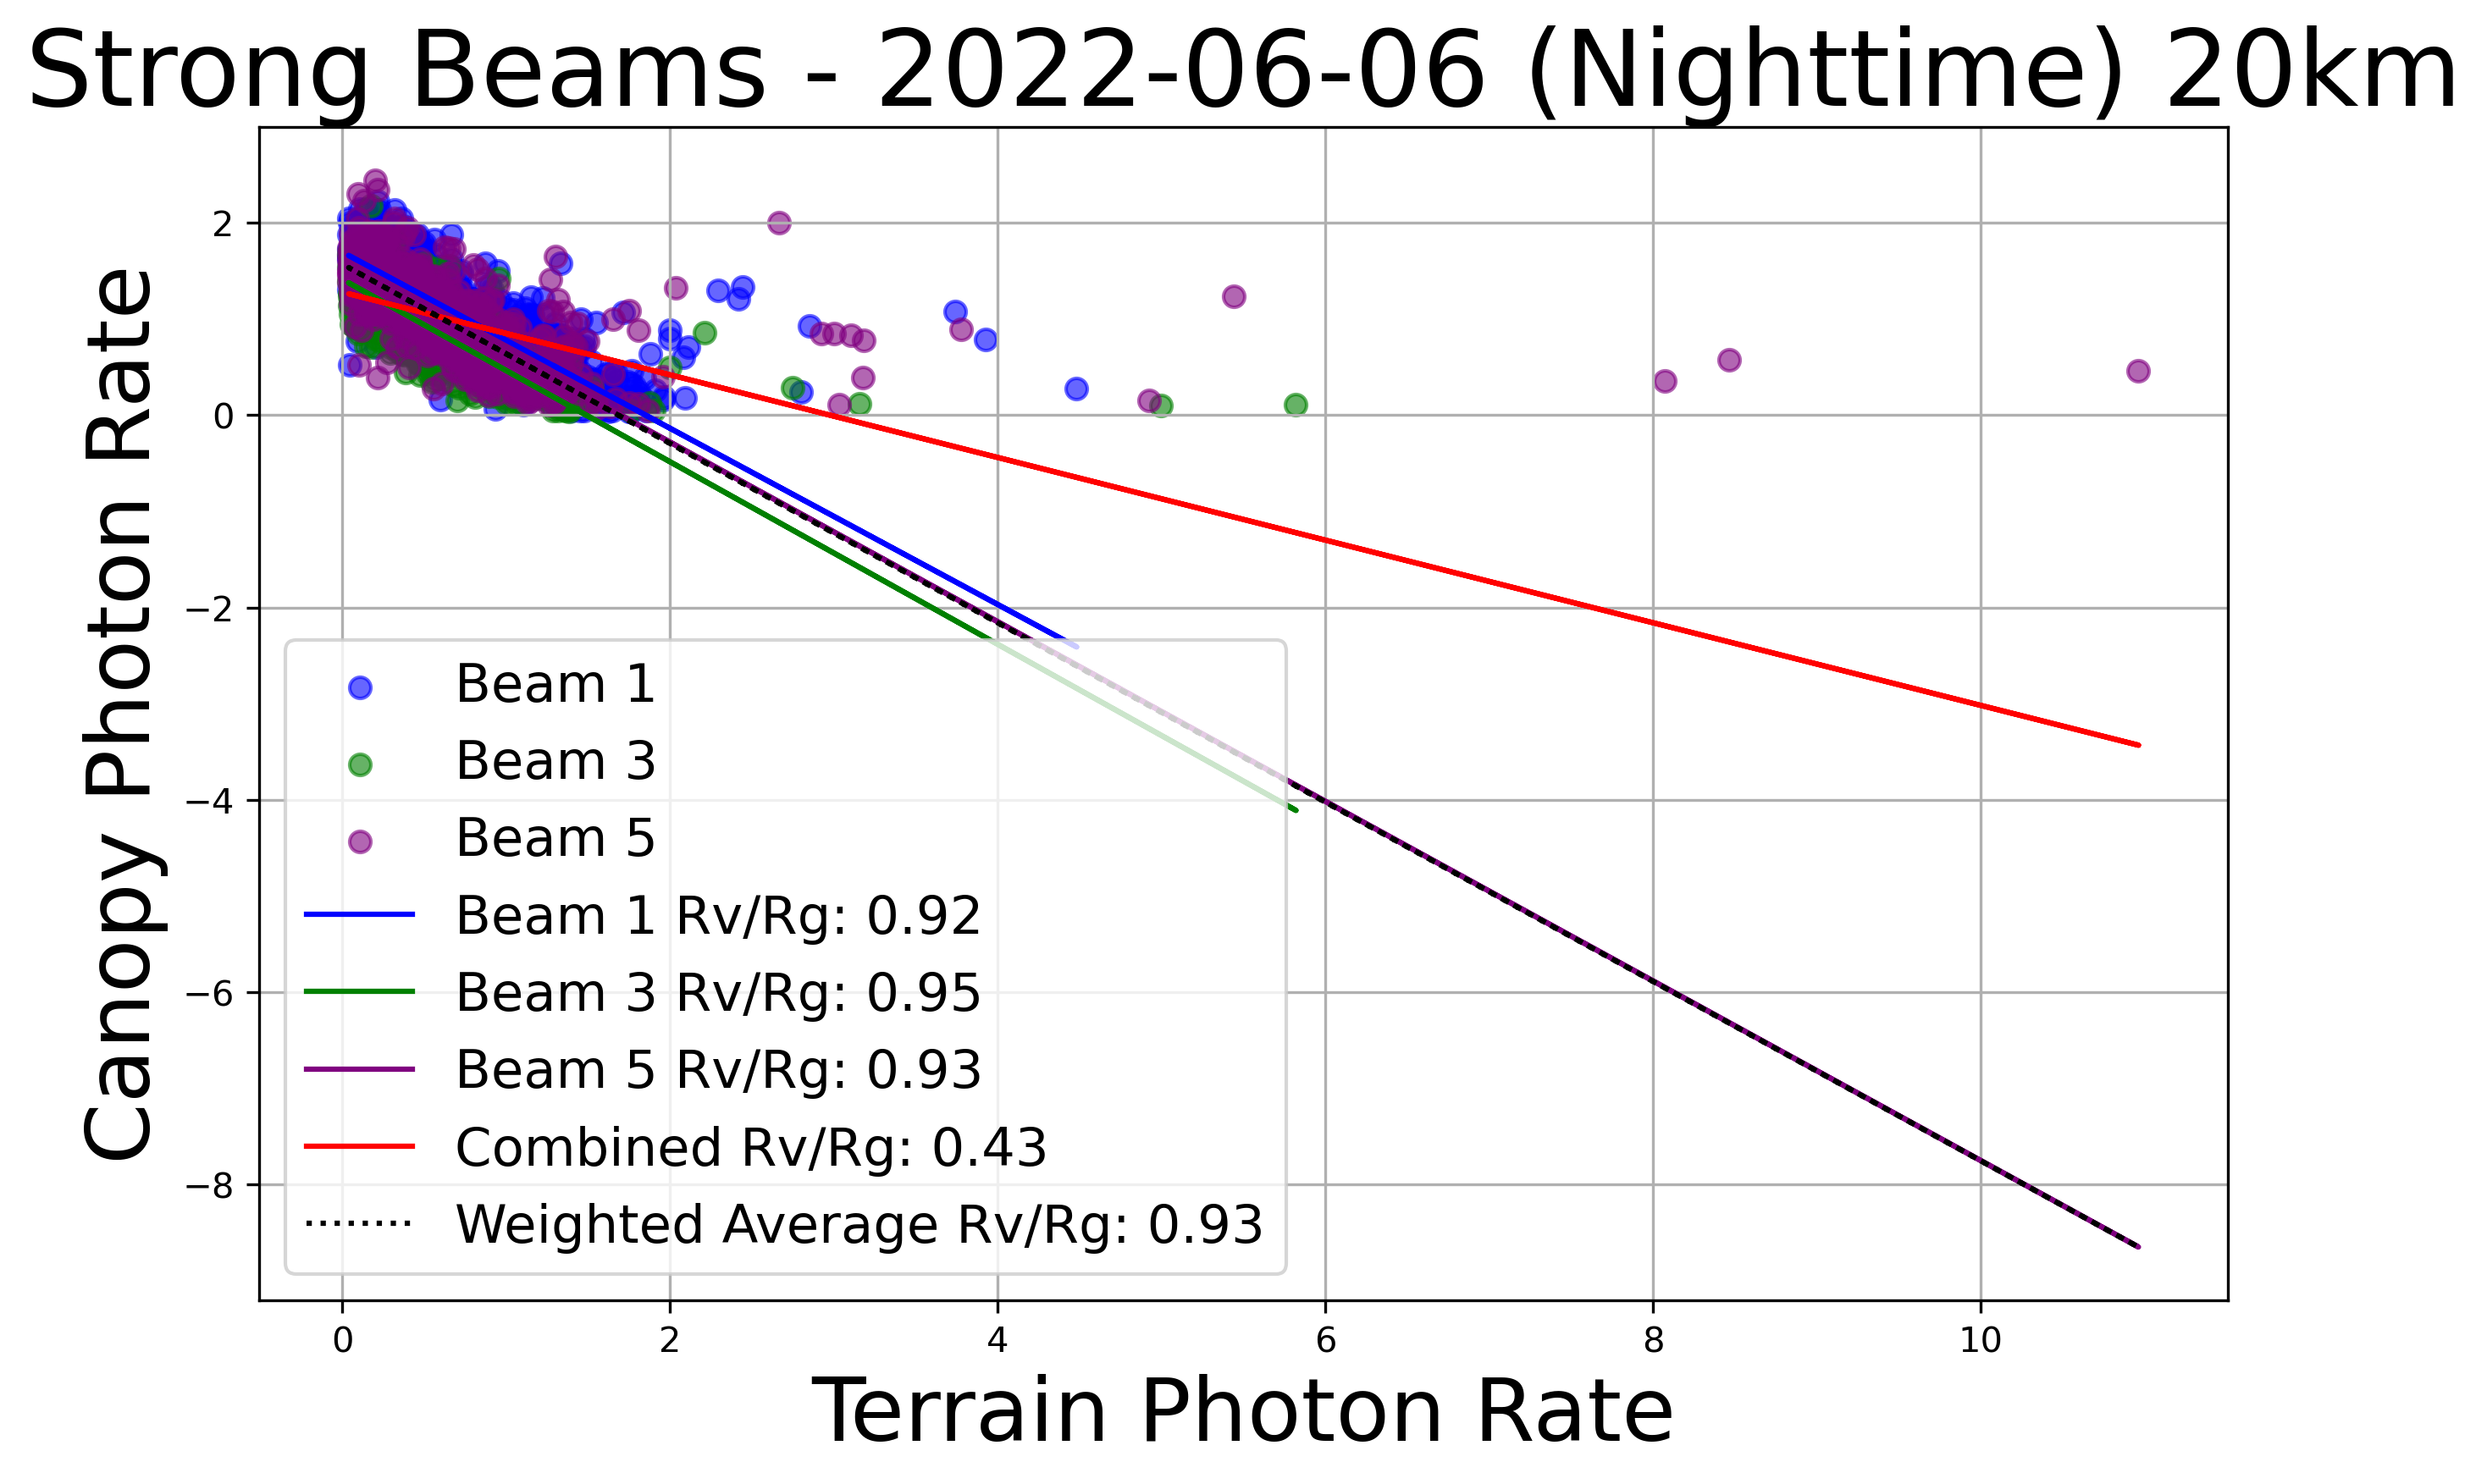 Strong Beams - 2022-06-06 (Nighttime) 20km
Canopy Photon Rate
2
0
−2
−4
−6
−8
Beam 1
Beam 3
Beam 5
Beam 1 Rv/Rg: 0.92
Beam 3 Rv/Rg: 0.95
Beam 5 Rv/Rg: 0.93
Combined Rv/Rg: 0.43
Weighted Average Rv/Rg: 0.93
0 2 4 6 8 10
Terrain Photon Rate